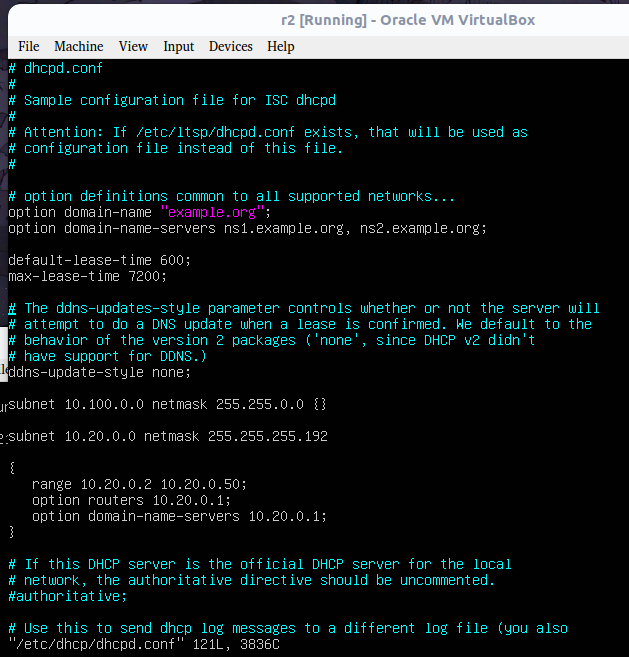 r2 [Running] - Oracle VM VirtualBox
File Machine View Input Devices Help
# dhcpd.conf
#
# Sample configuration file for ISC dhcpd
#
# Attention: If /etc/ltsp/dhcpd.conf exists, that will be used as
# configuration file instead of this file.
#
# option definitions common to all supported networks...
option domain-name "example.org";
option domain-name-servers ns1.example.org, ns2.example.org;
default-lease-time 600;
max-lease-time 7200;
# The ddns-updates-style parameter controls whether or not the server will
# attempt to do a DNS update when a lease is confirmed. We default to the
# behavior of the version 2 packages ('none', since DHCP v2 didn't
# have support for DDNS.)
ddns-update-style none;
subnet 10.100.0.0 netmask 255.255.0.0 {}
subnet 10.20.0.0 netmask 255.255.255.192
{
range 10.20.0.2 10.20.0.50;
option routers 10.20.0.1;
option domain-name-servers 10.20.0.1;
}
# If this DHCP server is the official DHCP server for the local
# network, the authoritative directive should be uncommented.
#authoritative;
# Use this to send dhcp log messages to a different log file (you also
"/etc/dhcp/dhcpd.conf" 121L, 3836C